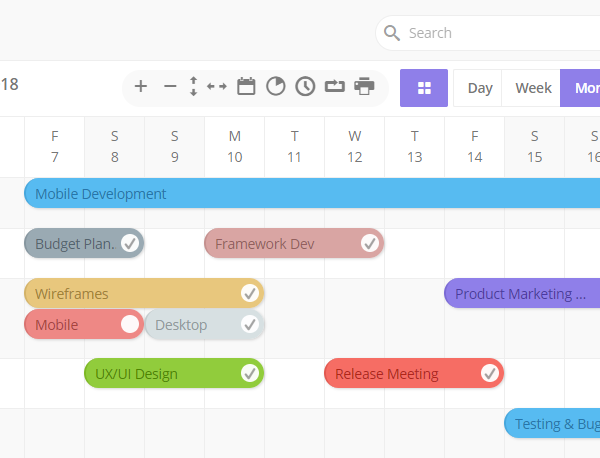 Search
18
Day Week Mon
F S S M T W T F S S
7 8 9 10 11 12 13 14 15 16
Mobile Development
Budget Plan. Framework Dev
Wireframes Product Marketing ...
Mobile Desktop
UX/UI Design Release Meeting
Testing & Bug